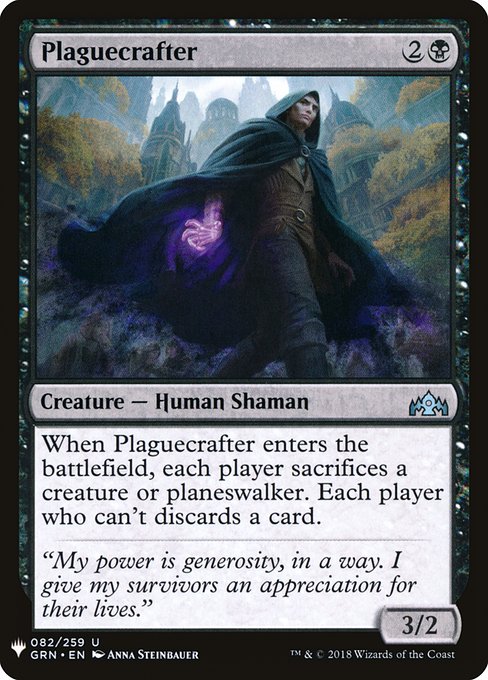 Plaguecrafter 2
Creature — Human Shaman
When Plaguecrafter enters the
battlefield, each player sacrifices a
creature or planeswalker. Each player
who can't discards a card.
“My power is generosity, in a way. I
give my survivors an appreciation for
their lives.”
3/2
082/259 U
GRN • EN Anna Steinbauer
™ & © 2018 Wizards of the Coast